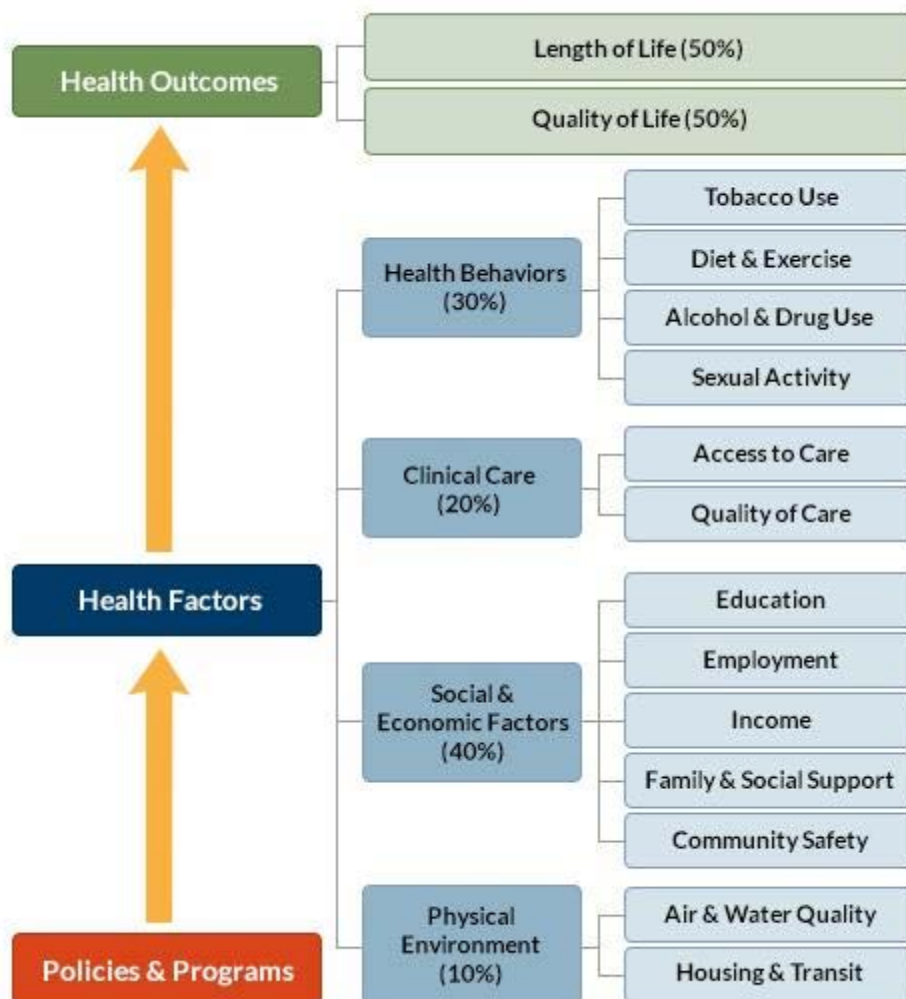 Health Outcomes
Length of Life (50%)
Quality of Life (50%)
Health Factors
Health Behaviors
(30%)
Tobacco Use
Diet & Exercise
Alcohol & Drug Use
Sexual Activity
Clinical Care
(20%)
Access to Care
Quality of Care
Social &
Economic Factors
(40%)
Education
Employment
Income
Family & Social Support
Community Safety
Physical
Environment
(10%)
Air & Water Quality
Housing & Transit
Policies & Programs